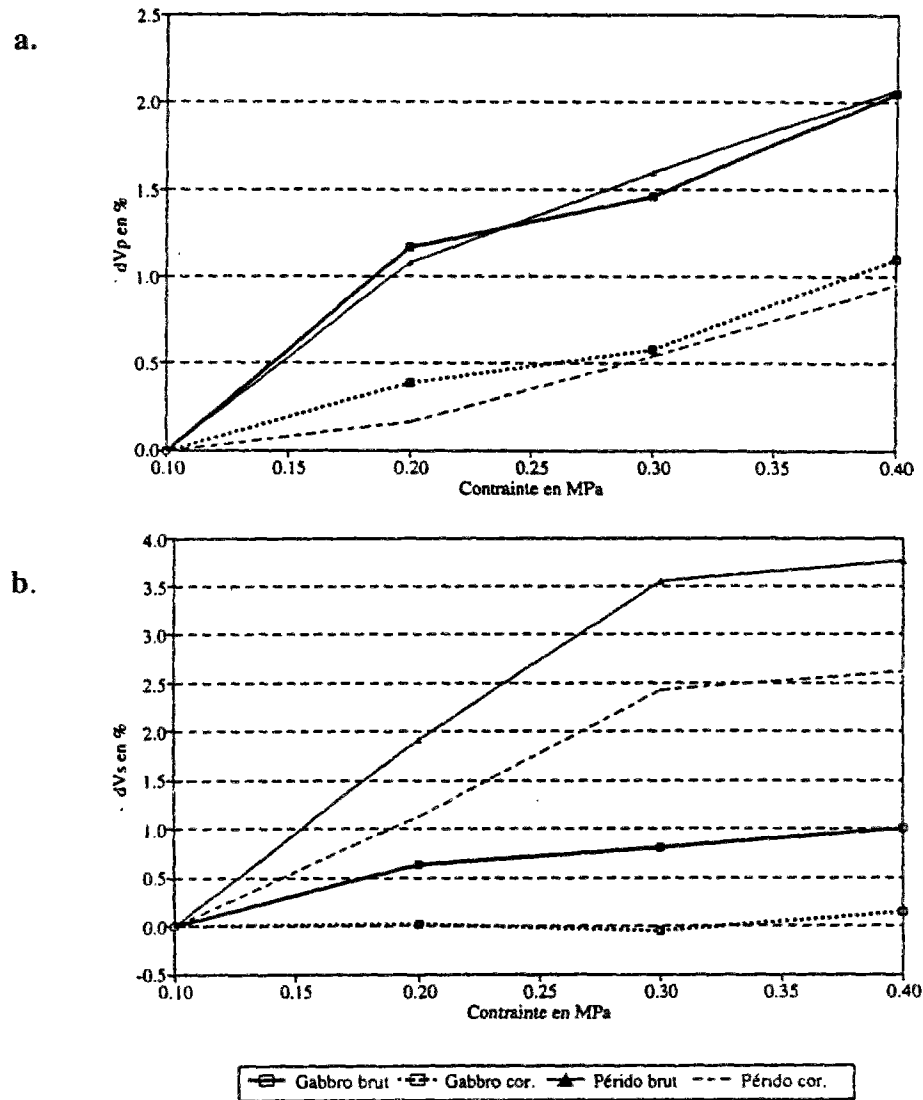 a.
2.5
2.0
1.5
1.0
0.5
0.0
dVp en %
0.10 0.15 0.20 0.25 0.30 0.35 0.40
Contrainte en MPa
b.
4.0
3.5
3.0
2.5
2.0
1.5
1.0
0.5
0.0
-0.5
dVs en %
0.10 0.15 0.20 0.25 0.30 0.35 0.40
Contrainte en MPa
Gabbro brut Gabbro cor. Pérido brut Pérido cor.